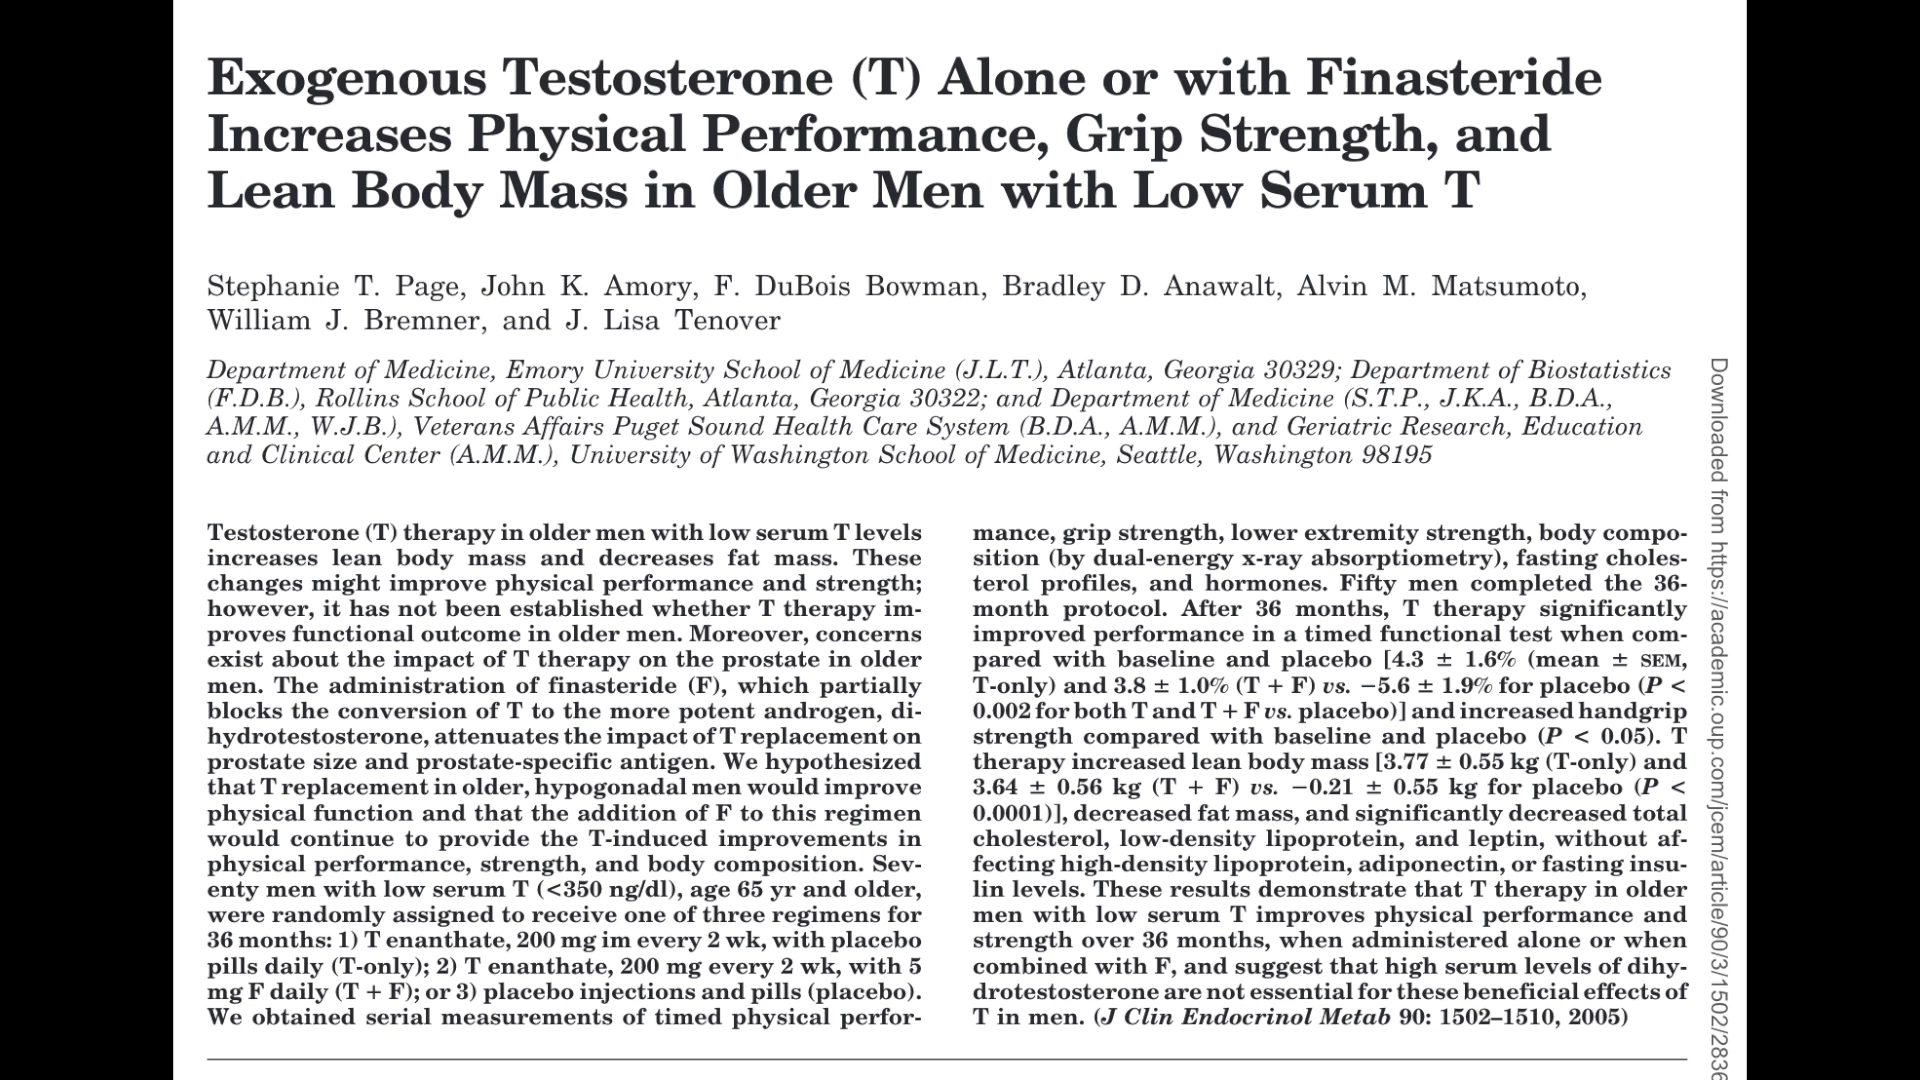 Exogenous Testosterone (T) Alone or with Finasteride
Increases Physical Performance, Grip Strength, and
Lean Body Mass in Older Men with Low Serum T
Stephanie T. Page, John K. Amory, F. DuBois Bowman, Bradley D. Anawalt, Alvin M. Matsumoto,
William J. Bremner, and J. Lisa Tenover
Department of Medicine, Emory University School of Medicine (J.L.T.), Atlanta, Georgia 30329; Department of Biostatistics
(F.D.B.), Rollins School of Public Health, Atlanta, Georgia 30322; and Department of Medicine (S.T.P., J.K.A., B.D.A.,
A.M.M., W.J.B.), Veterans Affairs Puget Sound Health Care System (B.D.A., A.M.M.), and Geriatric Research, Education
and Clinical Center (A.M.M.), University of Washington School of Medicine, Seattle, Washington 98195
Testosterone (T) therapy in older men with low serum T levels
increases lean body mass and decreases fat mass. These
changes might improve physical performance and strength;
however, it has not been established whether T therapy im-
proves functional outcome in older men. Moreover, concerns
exist about the impact of T therapy on the prostate in older
men. The administration of finasteride (F), which partially
blocks the conversion of T to the more potent androgen, di-
hydrotestosterone, attenuates the impact of T replacement on
prostate size and prostate-specific antigen. We hypothesized
that T replacement in older, hypogonadal men would improve
physical function and that the addition of F to this regimen
would continue to provide the T-induced improvements in
physical performance, strength, and body composition. Sev-
enty men with low serum T (<350 ng/dl), age 65 yr and older,
were randomly assigned to receive one of three regimens for
36 months: 1) T enanthate, 200 mg im every 2 wk, with placebo
pills daily (T-only); 2) T enanthate, 200 mg every 2 wk, with 5
mg F daily (T + F); or 3) placebo injections and pills (placebo).
We obtained serial measurements of timed physical perfor-
mance, grip strength, lower extremity strength, body compo-
sition (by dual-energy x-ray absorptiometry), fasting choles-
terol profiles, and hormones. Fifty men completed the 36-
month protocol. After 36 months, T therapy significantly
improved performance in a timed functional test when com-
pared with baseline and placebo [4.3 ± 1.6% (mean ± SEM,
T-only) and 3.8 ± 1.0% (T + F) vs. −5.6 ± 1.9% for placebo (P <
0.002 for both T and T + F vs. placebo)] and increased handgrip
strength compared with baseline and placebo (P < 0.05). T
therapy increased lean body mass [3.77 ± 0.55 kg (T-only) and
3.64 ± 0.56 kg (T + F) vs. −0.21 ± 0.55 kg for placebo (P <
0.0001)], decreased fat mass, and significantly decreased total
cholesterol, low-density lipoprotein, and leptin, without af-
fecting high-density lipoprotein, adiponectin, or fasting insu-
lin levels. These results demonstrate that T therapy in older
men with low serum T improves physical performance and
strength over 36 months, when administered alone or when
combined with F, and suggest that high serum levels of dihy-
drotestosterone are not essential for these beneficial effects of
T in men. (J Clin Endocrinol Metab 90: 1502–1510, 2005)
Downloaded from https://academic.oup.com/jcem/article/90/3/1502/2836